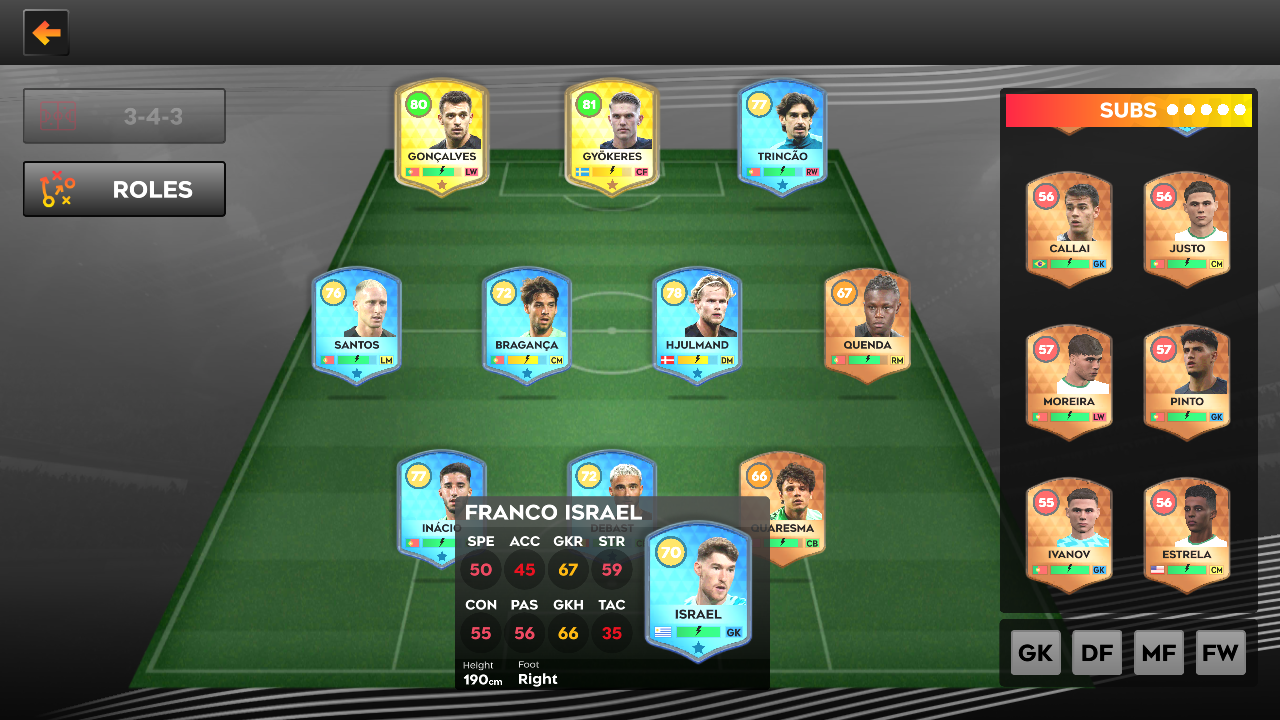 3-4-3
ROLES
80
GONÇALVES
LW
81
GYÖKERES
CF
77
TRINCÃO
RW
76
SANTOS
LM
72
BRAGANÇA
CM
78
HJULMAND
DM
67
QUENDA
RM
77
INÁCIO
72
DEBAST
66
QUARESMA
CB
FRANCO ISRAEL
SPE ACC GKR STR
50 45 67 59
CON PAS GKH TAC
55 56 66 35
Height Foot
190cm Right
70
ISRAEL
GK
SUBS
56
CALLAI
GK
56
JUSTO
CM
57
MOREIRA
LW
57
PINTO
GK
55
IVANOV
GK
56
ESTRELA
CM
GK DF MF FW